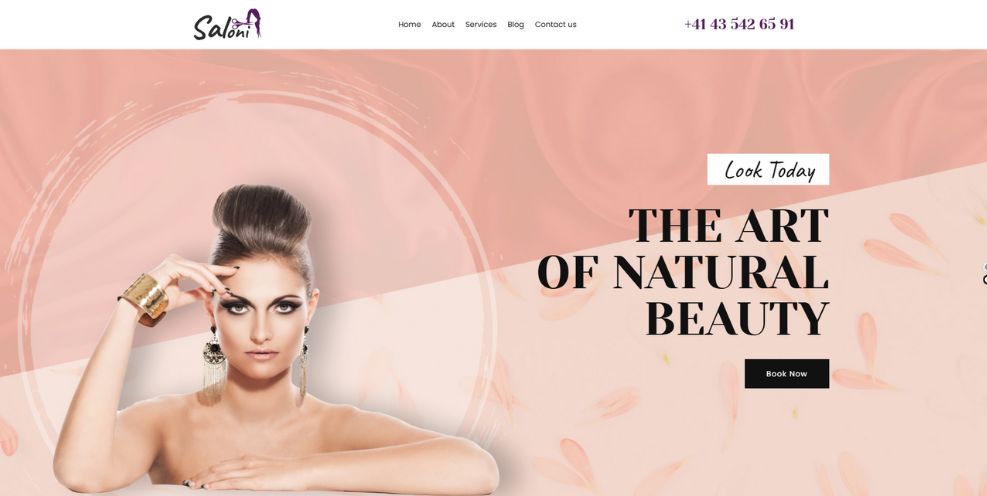 Saloni
Home About Services Blog Contact us
+41 43 542 65 91
Look Today
THE ART
OF NATURAL
BEAUTY
Book Now